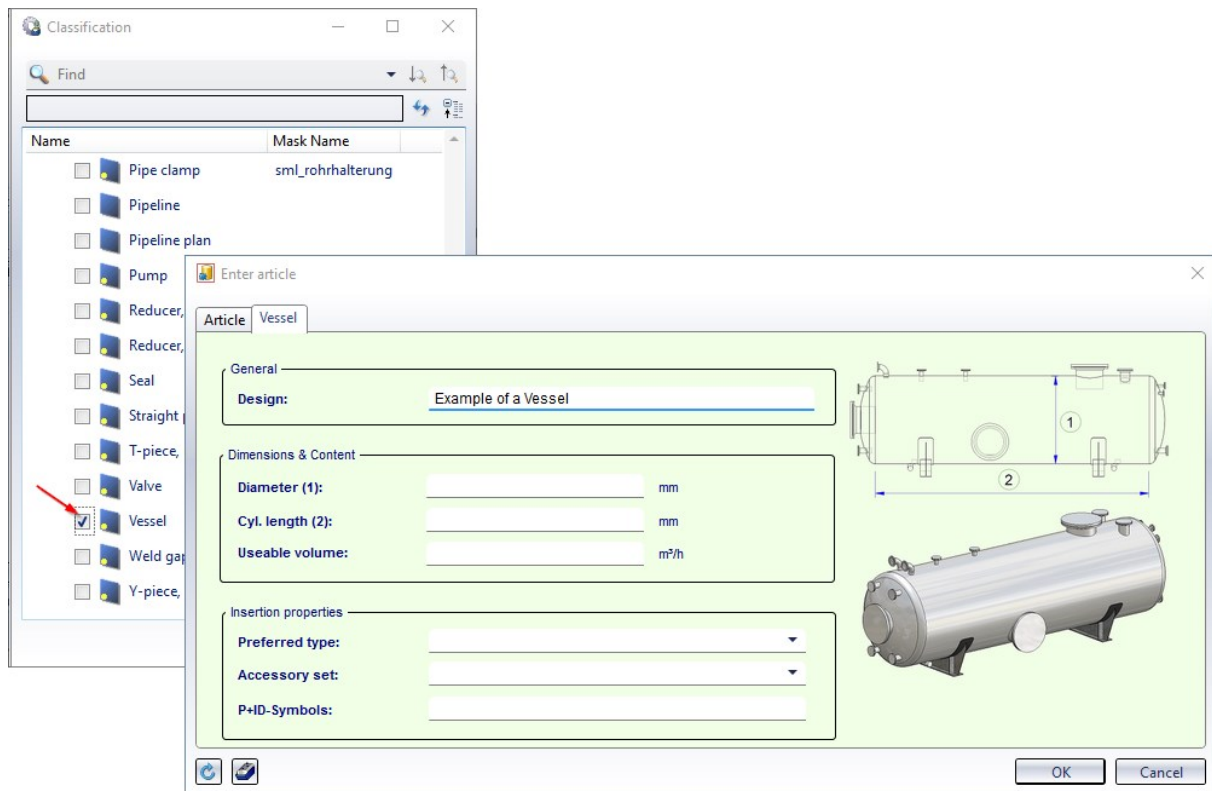 Classification
Find
Name Mask Name
Pipe clamp sml_rohrhalterung
Pipeline
Pipeline plan
Pump
Reducer,
Reducer,
Seal
Straight
T-piece,
Valve
Vessel
Weld gap
Y-piece,
Enter article
Article Vessel
General
Design: Example of a Vessel
Dimensions & Content
Diameter (1): mm
Cyl. length (2): mm
Useable volume: m³/h
Insertion properties
Preferred type:
Accessory set:
P+ID-Symbols:
1
2
OK Cancel